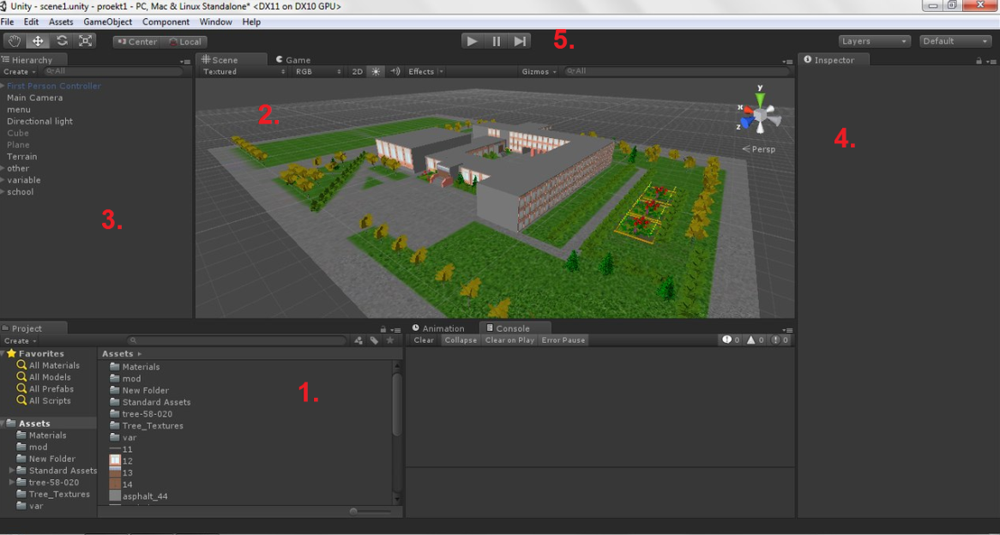 Unity - scene1.unity - proekt1 - PC, Mac & Linux Standalone* <DX11 on DX10 GPU>
File Edit Assets GameObject Component Window Help
Center Local 5. Layers Default
Hierarchy Scene Game Inspector
Create All Textured RGB 2D Effects Gizmos All
First Person Controller
Main Camera
menu
Directional light
Cube
Plane
Terrain
other
variable
school
3.
2.
y
x
z
Persp
4.
Project Animation Console
Create Clear Collapse Clear on Play Error Pause 0 0 0
Favorites
All Materials
All Models
All Prefabs
All Scripts
Assets
Materials
mod
New Folder
Standard Assets
tree-58-020
Tree_Textures
var
Assets
Materials
mod
New Folder
Standard Assets
tree-58-020
Tree_Textures
var
11
12
13
14
asphalt_44
1.